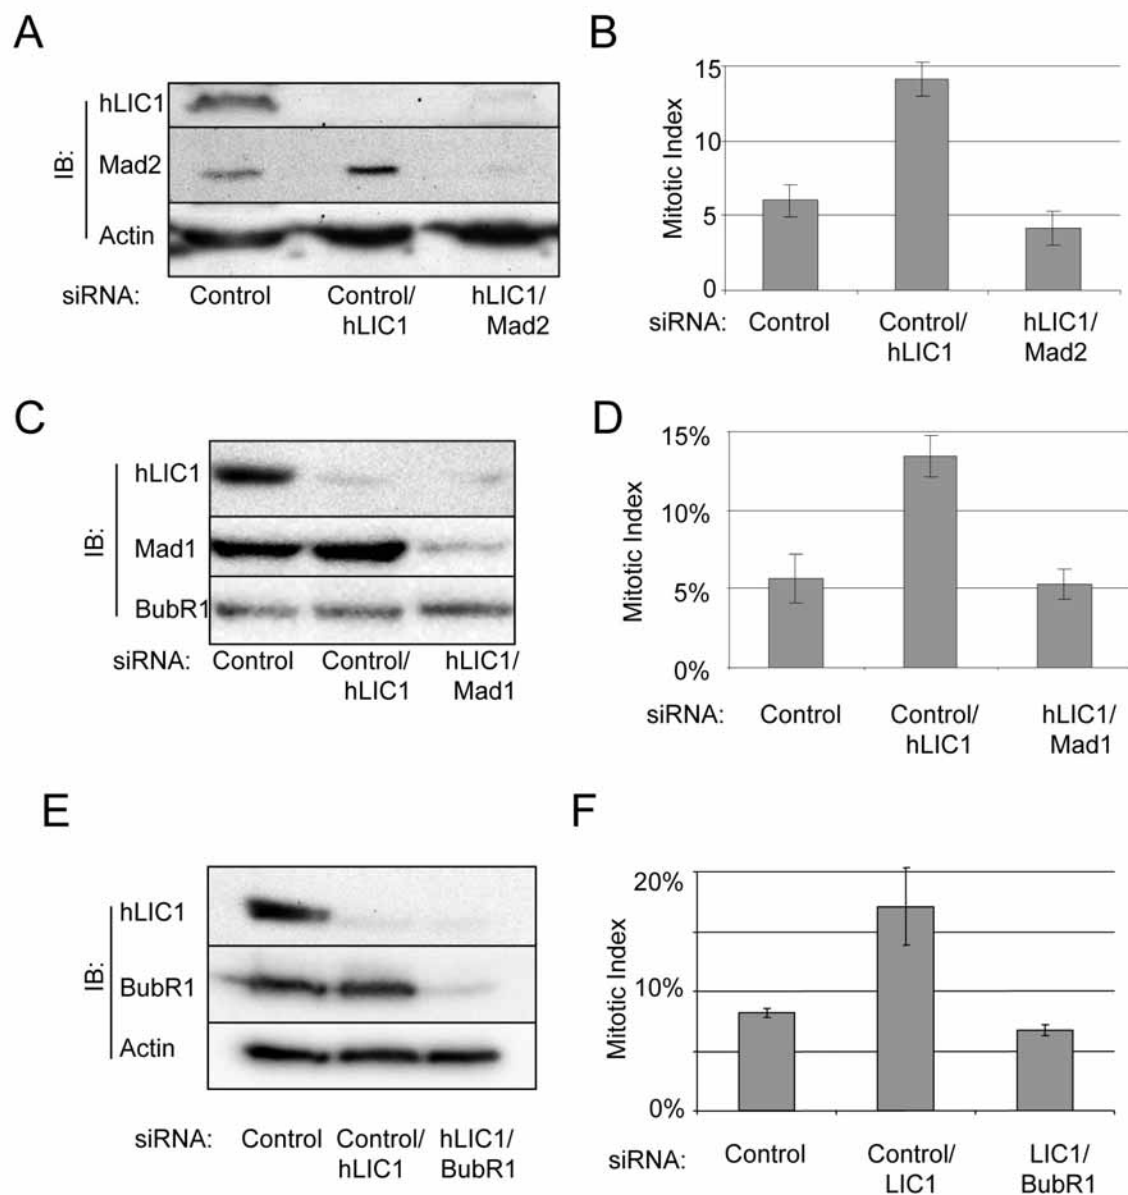 A
IB:
hLIC1
Mad2
Actin
siRNA: Control Control/ hLIC1/
hLIC1 Mad2
B
Mitotic Index
15
10
5
0
siRNA: Control Control/ hLIC1/
hLIC1 Mad2
C
IB:
hLIC1
Mad1
BubR1
siRNA: Control Control/ hLIC1/
hLIC1 Mad1
D
Mitotic Index
15%
10%
5%
0%
siRNA: Control Control/ hLIC1/
hLIC1 Mad1
E
IB:
hLIC1
BubR1
Actin
siRNA: Control Control/ hLIC1/
hLIC1 BubR1
F
Mitotic Index
20%
10%
0%
siRNA: Control Control/ LIC1/
LIC1 BubR1